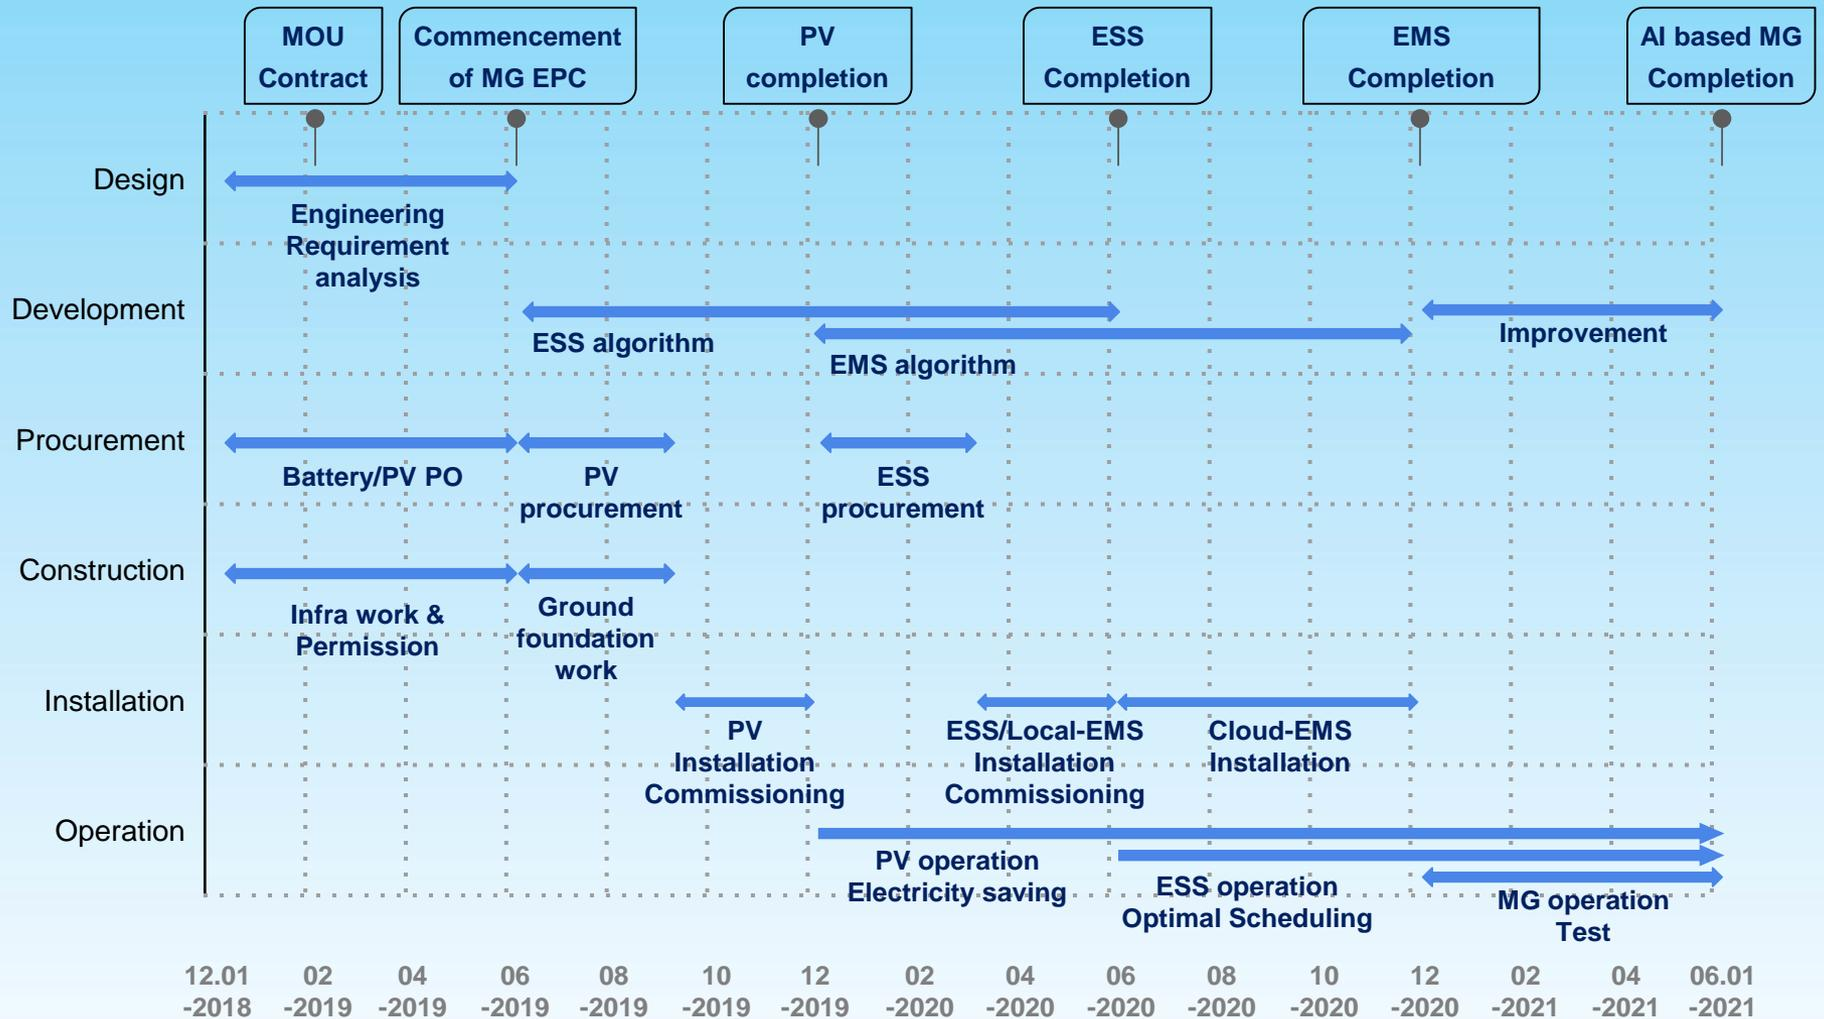 MOU
Contract
Commencement
of MG EPC
PV
completion
ESS
Completion
EMS
Completion
AI based MG
Completion
Design
Engineering
Requirement
analysis
Development
ESS algorithm
EMS algorithm
Improvement
Procurement
Battery/PV PO
PV
procurement
ESS
procurement
Construction
Infra work &
Permission
Ground
foundation
work
Installation
PV
Installation
Commissioning
ESS/Local-EMS
Installation
Commissioning
Cloud-EMS
Installation
Operation
PV operation
Electricity saving
ESS operation
Optimal Scheduling
MG operation
Test
12.01 02 04 06 08 10 12 02 04 06 08 10 12 02 04 06.01
-2018 -2019 -2019 -2019 -2019 -2019 -2019 -2020 -2020 -2020 -2020 -2020 -2020 -2021 -2021 -2021